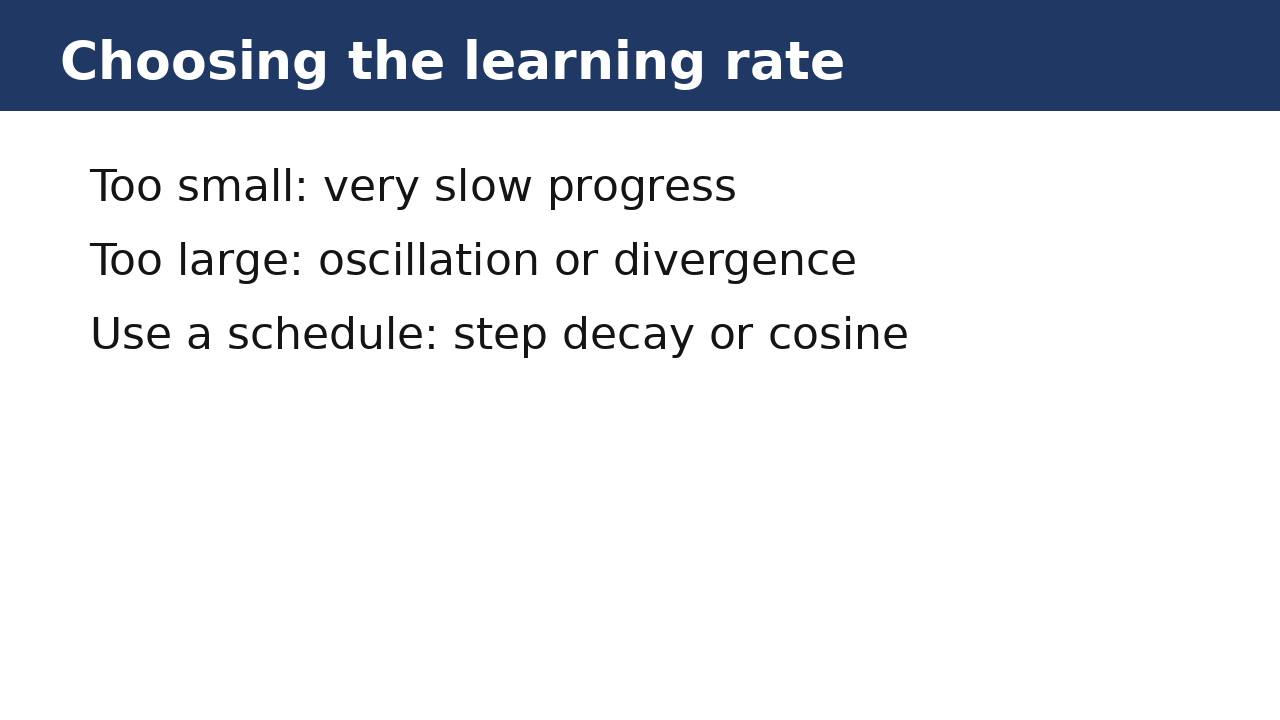 Choosing the learning rate
Too small: very slow progress
Too large: oscillation or divergence
Use a schedule: step decay or cosine